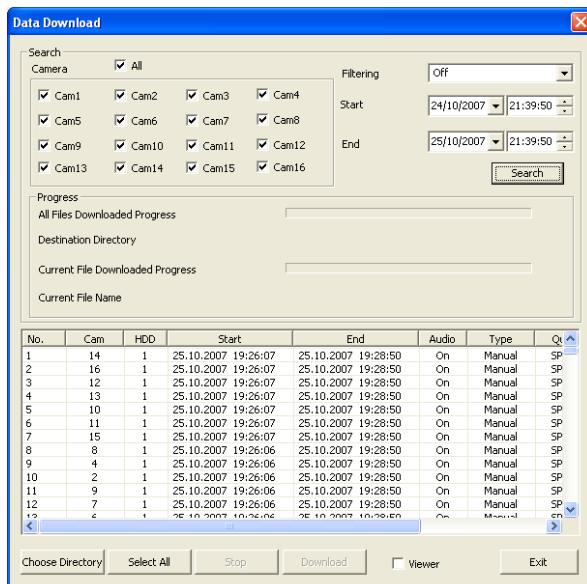 Data Download
Search
Camera All
Cam1 Cam2 Cam3 Cam4
Cam5 Cam6 Cam7 Cam8
Cam9 Cam10 Cam11 Cam12
Cam13 Cam14 Cam15 Cam16
Filtering Off
Start 24/10/2007 21:39:50
End 25/10/2007 21:39:50
Search
Progress
All Files Downloaded Progress
Destination Directory
Current File Downloaded Progress
Current File Name
No. Cam HDD Start End Audio Type
1 14 1 25.10.2007 19:26:07 25.10.2007 19:28:50 On Manual SP
2 16 1 25.10.2007 19:26:07 25.10.2007 19:28:50 On Manual SP
3 12 1 25.10.2007 19:26:07 25.10.2007 19:28:50 On Manual SP
4 13 1 25.10.2007 19:26:07 25.10.2007 19:28:50 On Manual SP
5 10 1 25.10.2007 19:26:07 25.10.2007 19:28:50 On Manual SP
6 11 1 25.10.2007 19:26:07 25.10.2007 19:28:50 On Manual SP
7 15 1 25.10.2007 19:26:07 25.10.2007 19:28:50 On Manual SP
8 8 1 25.10.2007 19:26:06 25.10.2007 19:28:50 On Manual SP
9 4 1 25.10.2007 19:26:06 25.10.2007 19:28:50 On Manual SP
10 2 1 25.10.2007 19:26:06 25.10.2007 19:28:50 On Manual SP
11 9 1 25.10.2007 19:26:06 25.10.2007 19:28:50 On Manual SP
12 7 1 25.10.2007 19:26:06 25.10.2007 19:28:50 On Manual SP
Choose Directory Select All Stop Download Viewer Exit